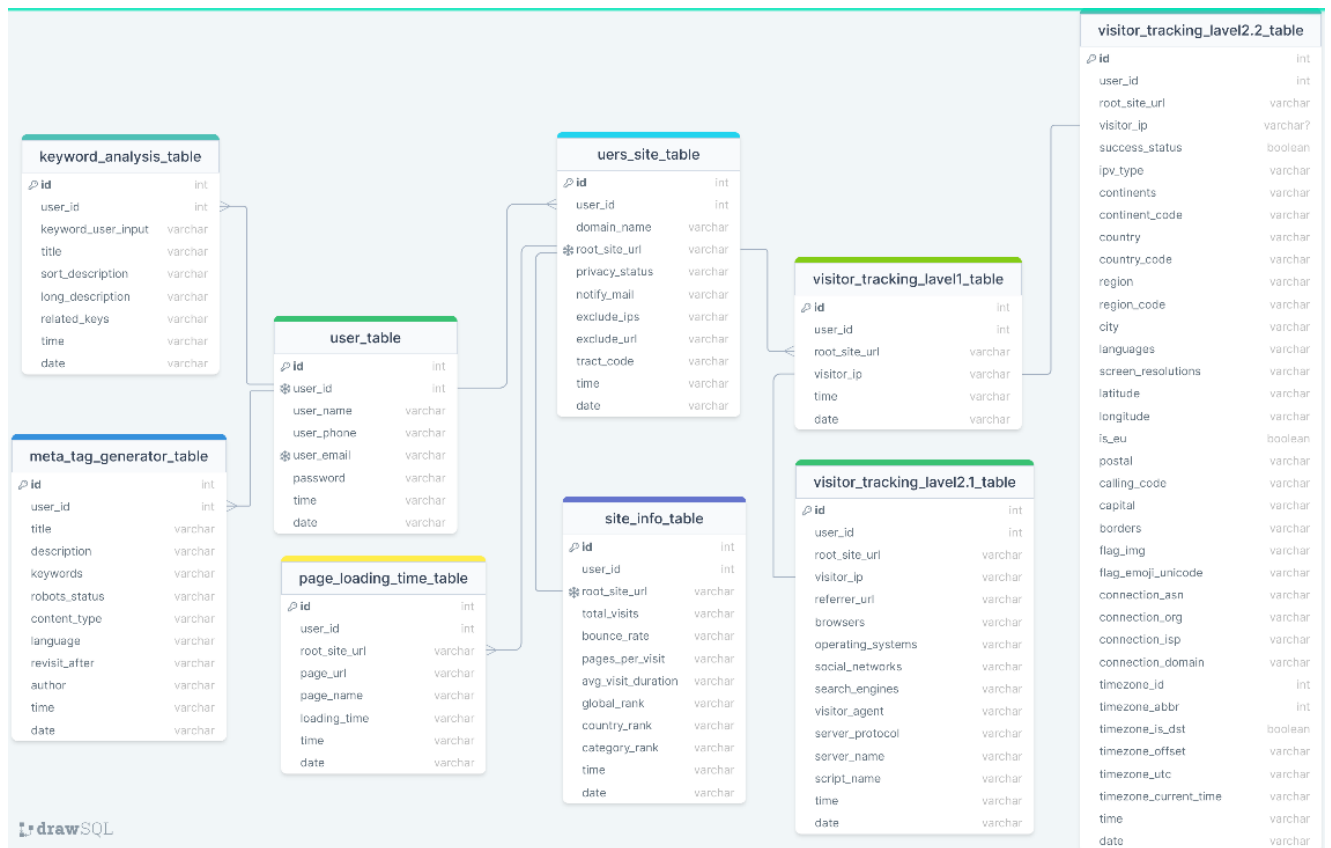 keyword_analysis_table
id int
user_id int
keyword_user_input varchar
title varchar
sort_description varchar
long_description varchar
related_keys varchar
time varchar
date varchar
meta_tag_generator_table
id int
user_id int
title varchar
description varchar
keywords varchar
robots_status varchar
content_type varchar
language varchar
revisit_after varchar
author varchar
time varchar
date varchar
user_table
id int
user_id int
user_name varchar
user_phone varchar
user_email varchar
password varchar
time varchar
date varchar
page_loading_time_table
id int
user_id int
root_site_url varchar
page_url varchar
page_name varchar
loading_time varchar
time varchar
date varchar
uers_site_table
id int
user_id int
domain_name varchar
root_site_url varchar
privacy_status varchar
notify_mail varchar
exclude_ips varchar
exclude_url varchar
tract_code varchar
time varchar
date varchar
site_info_table
id int
user_id int
root_site_url varchar
total_visits varchar
bounce_rate varchar
pages_per_visit varchar
avg_visit_duration varchar
global_rank varchar
country_rank varchar
category_rank varchar
time varchar
date varchar
visitor_tracking_lavel1_table
id int
user_id int
root_site_url varchar
visitor_ip varchar
time varchar
date varchar
visitor_tracking_lavel2.1_table
id int
user_id int
root_site_url varchar
visitor_ip varchar
referrer_url varchar
browsers varchar
operating_systems varchar
social_networks varchar
search_engines varchar
visitor_agent varchar
server_protocol varchar
server_name varchar
script_name varchar
time varchar
date varchar
visitor_tracking_lavel2.2_table
id int
user_id int
root_site_url varchar
visitor_ip varchar?
success_status boolean
ipv_type varchar
continents varchar
continent_code varchar
country varchar
country_code varchar
region varchar
region_code varchar
city varchar
languages varchar
screen_resolutions varchar
latitude varchar
longitude varchar
is_eu boolean
postal varchar
calling_code varchar
capital varchar
borders varchar
flag_img varchar
flag_emoji_unicode varchar
connection_asn varchar
connection_org varchar
connection_isp varchar
connection_domain varchar
timezone_id int
timezone_abbr int
timezone_is_dst boolean
timezone_offset varchar
timezone_utc varchar
timezone_current_time varchar
time varchar
date varchar
drawSQL